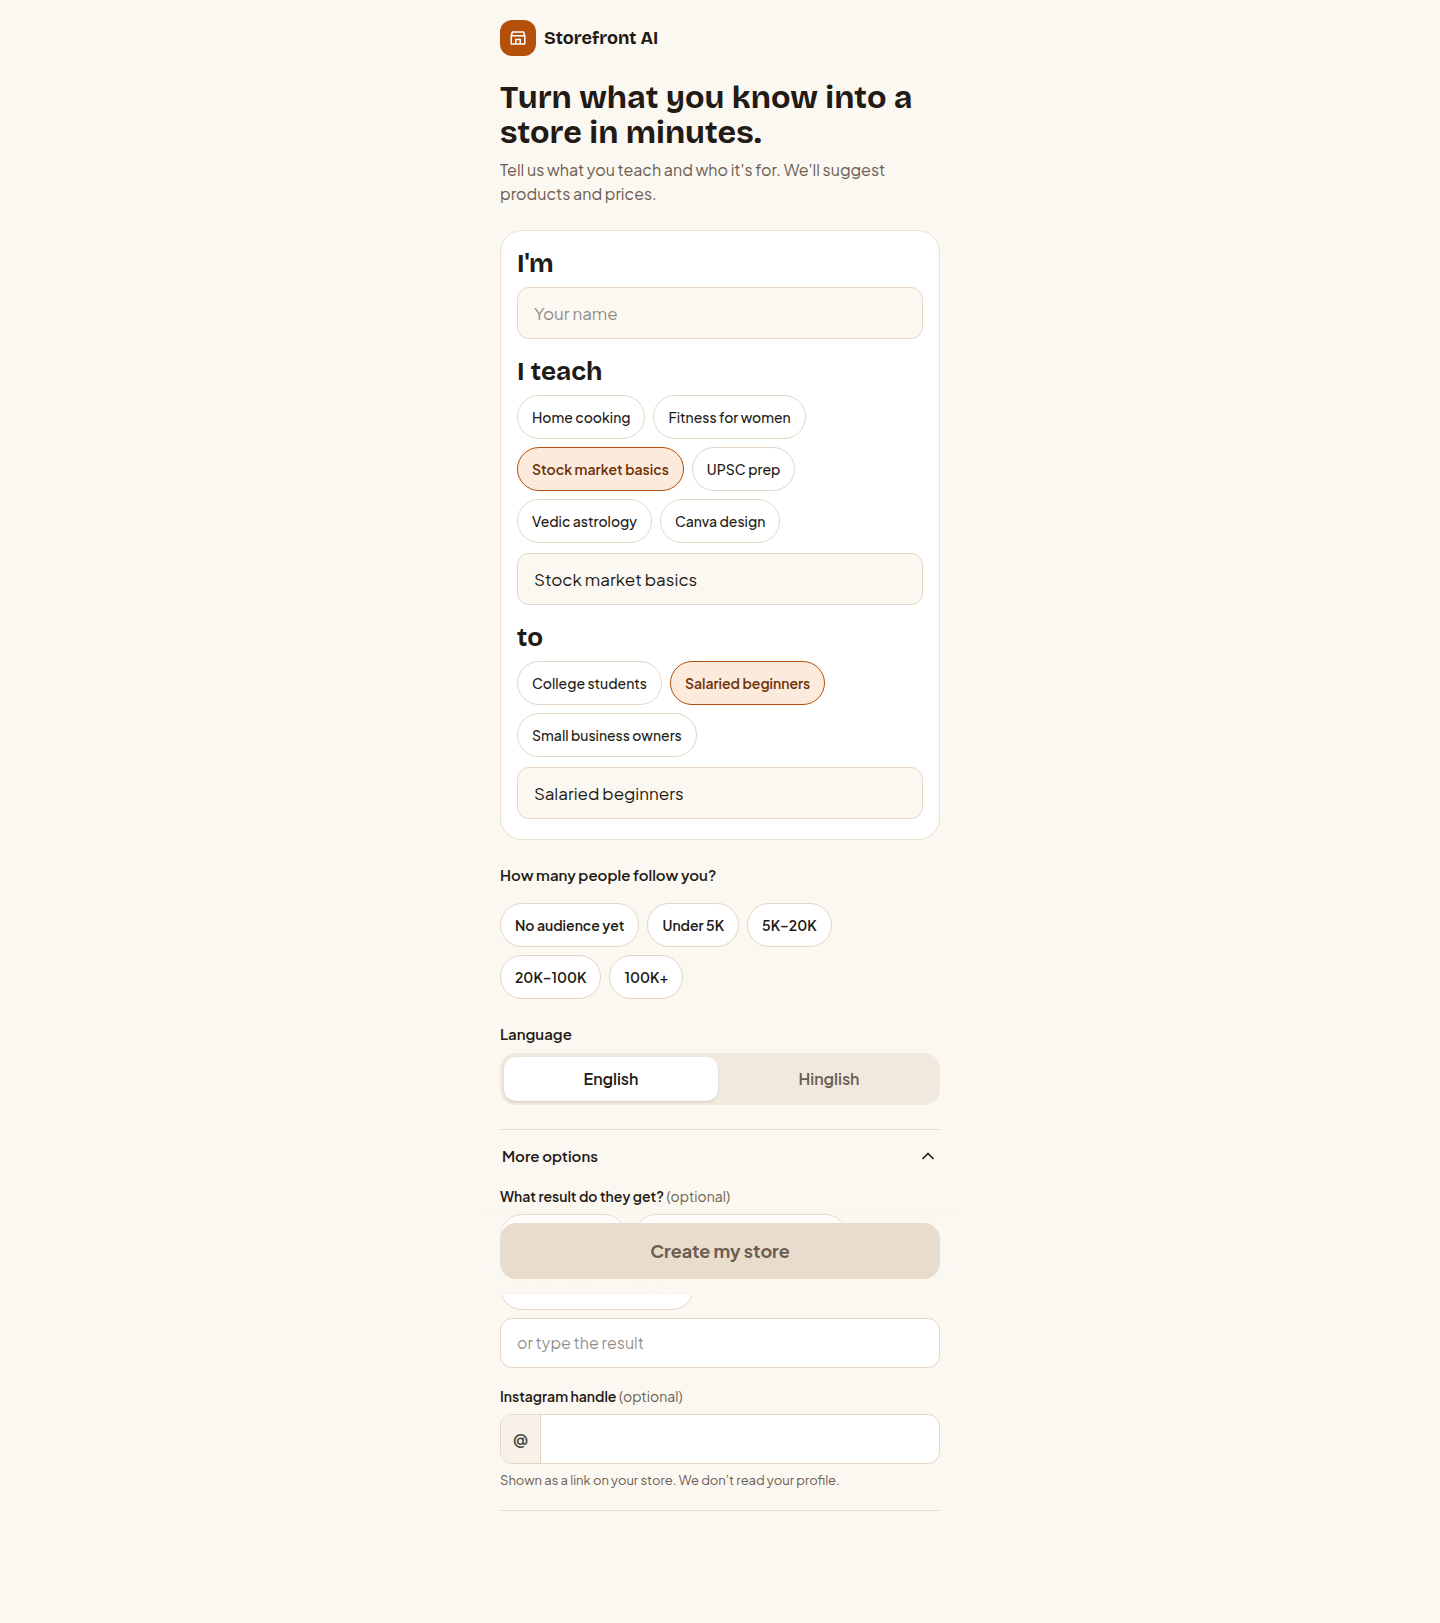 Storefront AI
Turn what you know into a
store in minutes.
Tell us what you teach and who it's for. We'll suggest
products and prices.
I'm
Your name
I teach
Home cooking
Fitness for women
Stock market basics
UPSC prep
Vedic astrology
Canva design
Stock market basics
to
College students
Salaried beginners
Small business owners
Salaried beginners
How many people follow you?
No audience yet
Under 5K
5K–20K
20K–100K
100K+
Language
English
Hinglish
More options
What result do they get? (optional)
Create my store
or type the result
Instagram handle (optional)
@
Shown as a link on your store. We don't read your profile.